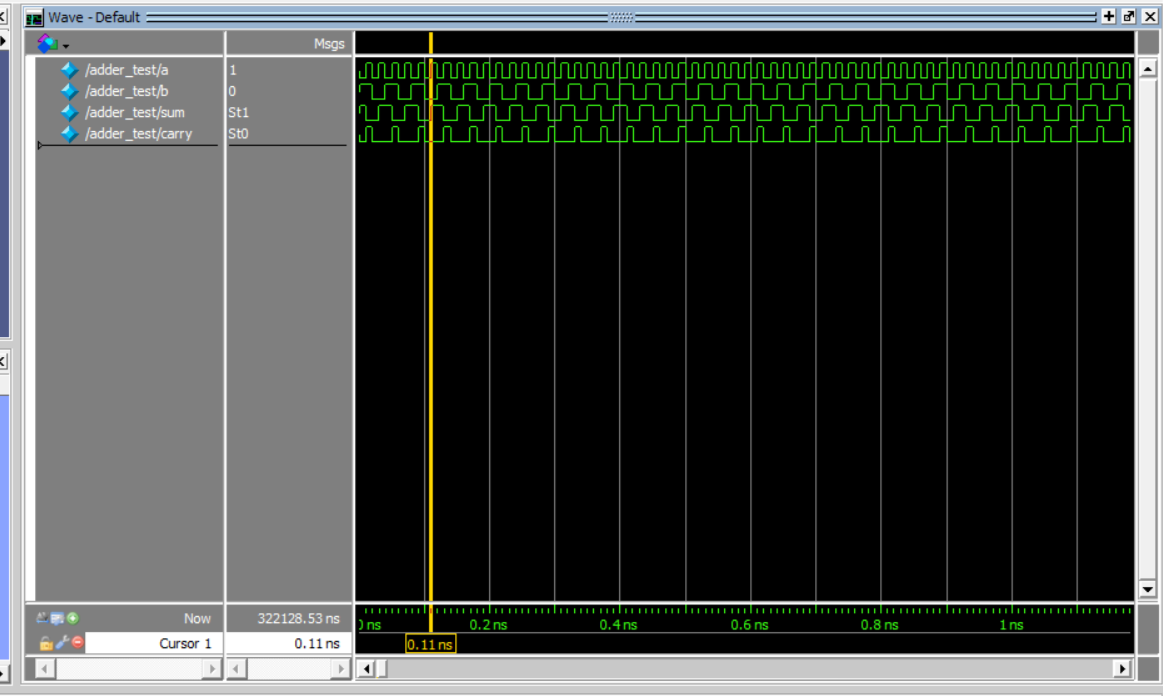 Wave - Default
Msgs
/adder_test/a 1
/adder_test/b 0
/adder_test/sum St1
/adder_test/carry St0
Now 322128.53 ns
ns 0.2 ns 0.4 ns 0.6 ns 0.8 ns 1 ns
Cursor 1 0.11 ns 0.11 ns